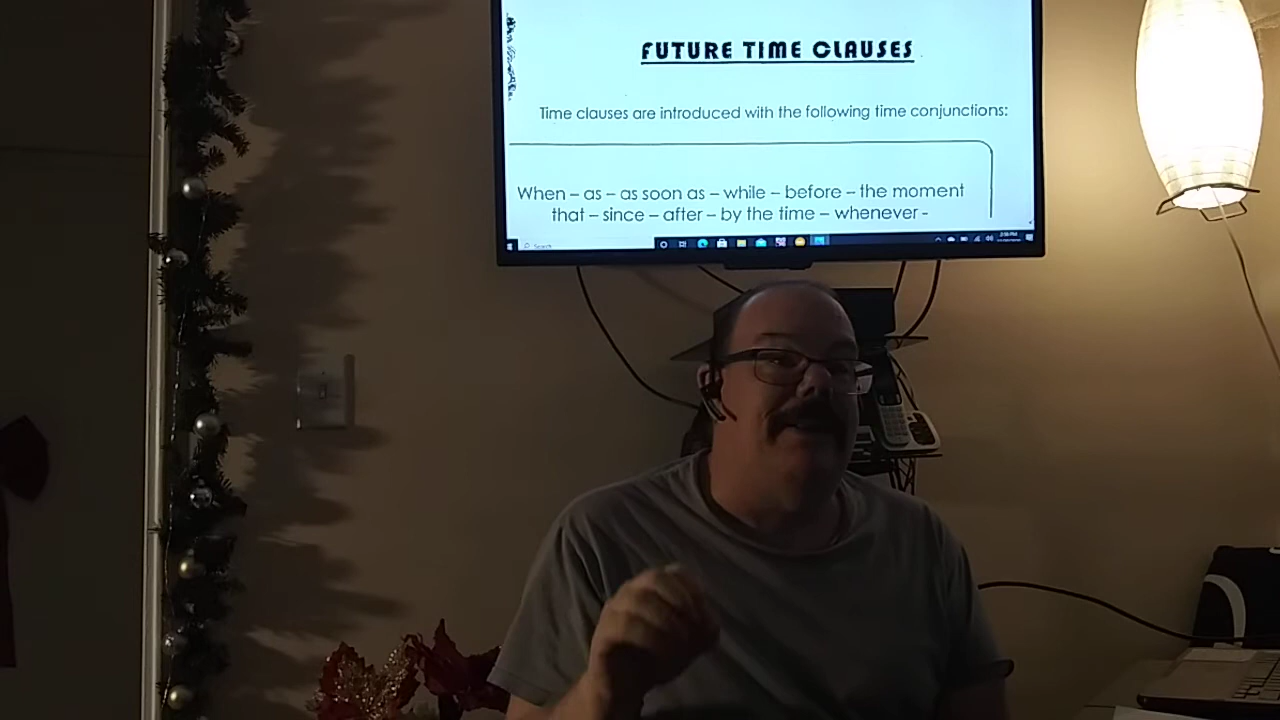 FUTURE TIME CLAUSES
Time clauses are introduced with the following time conjunctions:
When – as – as soon as – while – before – the moment
that – since – after – by the time – whenever -
Search